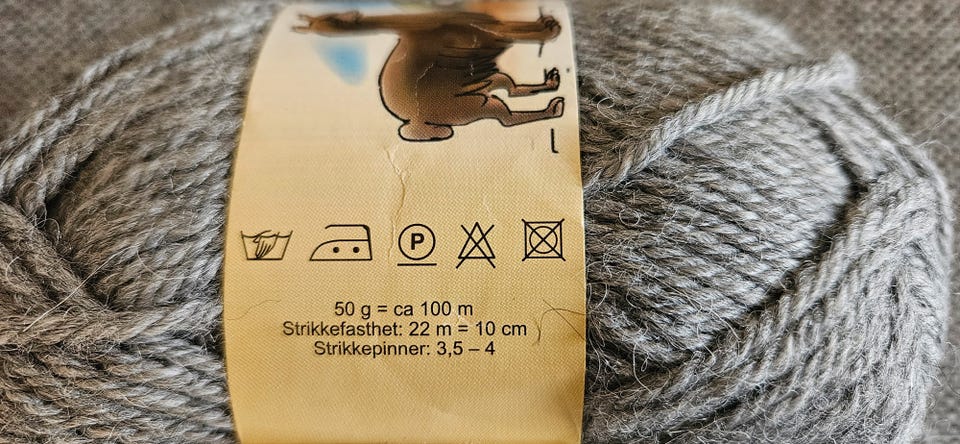 P
50 g = ca 100 m
Strikkefasthet: 22 m = 10 cm
Strikkepinner: 3,5 – 4